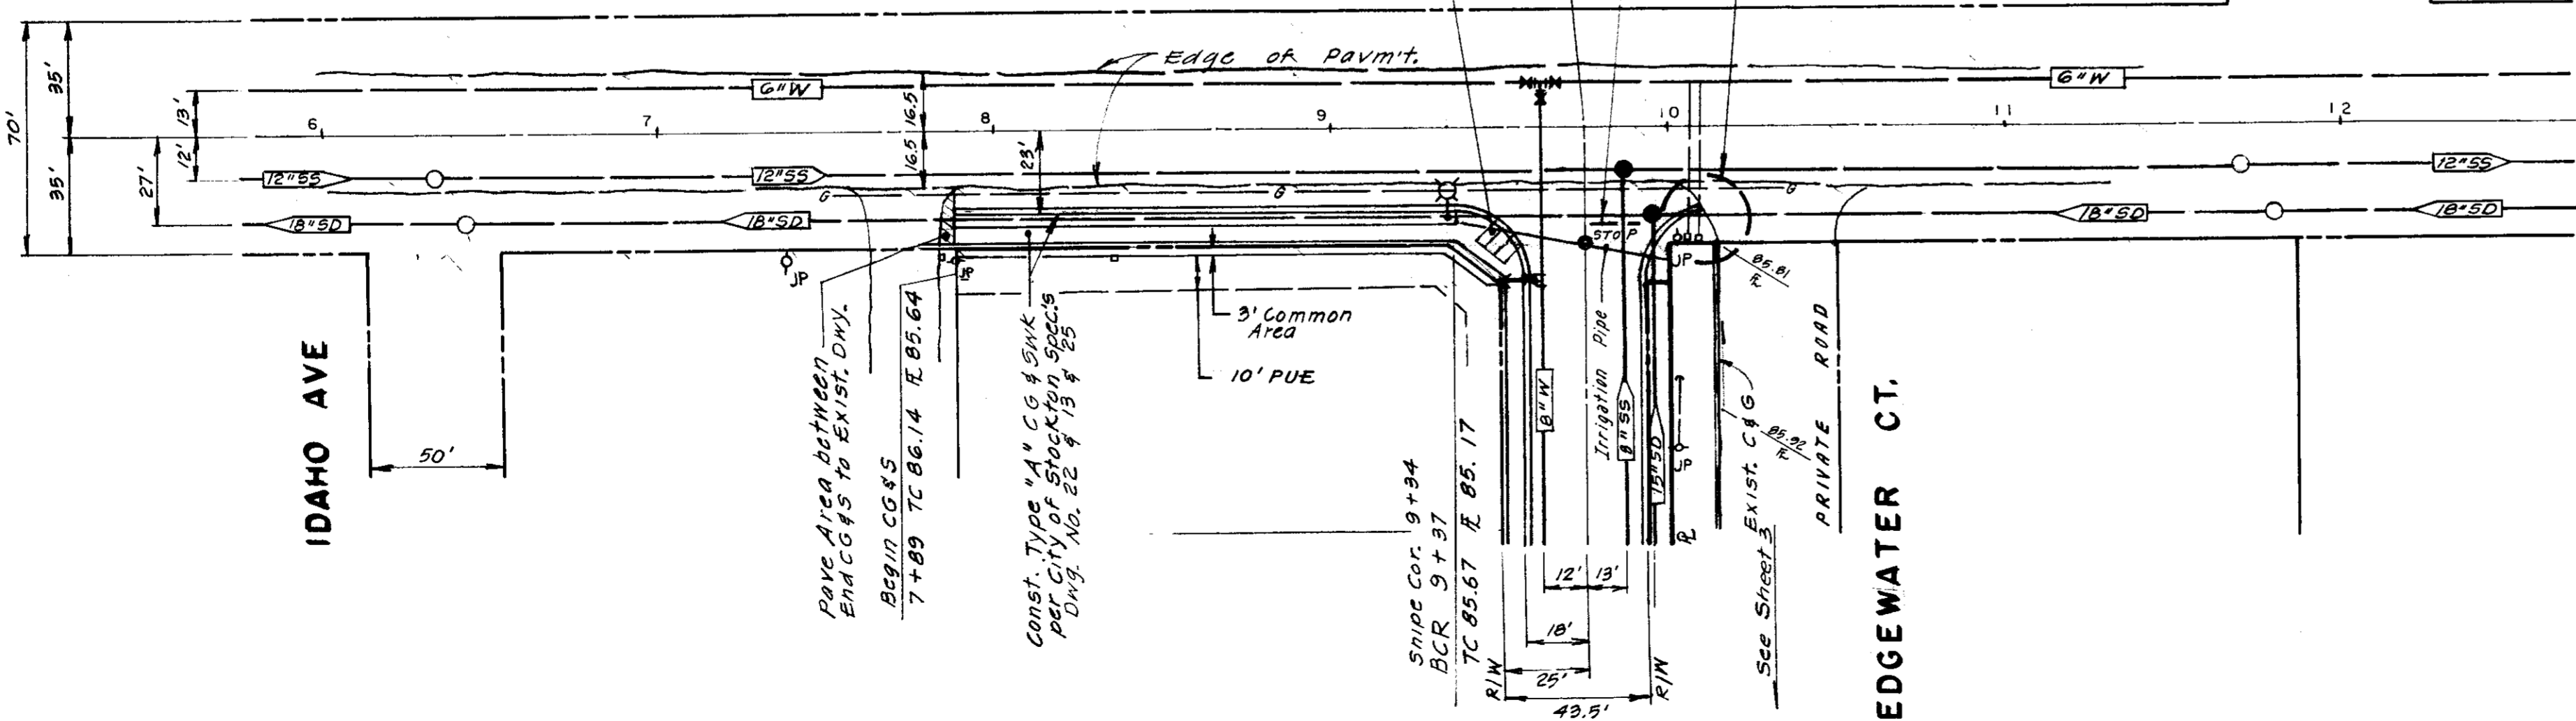 Edge of Pavm't.
70'
35'
35'
13'
12'
27'
6"W
6"W
16.5
16.5
23'
6
7
8
9
10
11
12
12"SS
12"SS
12"SS
18"SD
18"SD
18"SD
18"SD
G
G
G
STOP
JP
JP
JP
JP
85.81
FL
85.92
FL
IDAHO AVE
50'
Pave Area between
End CG&S to Exist. Dwy.
Begin CG&S
7+89 TC 86.14 FL 85.64
Const. Type "A" CG & SWK
per City of Stockton Spec's
Dwg. No. 22 & 13 & 25
3' Common
Area
10' PUE
Snipe Cor. 9+34
BCR 9+37
TC 85.67 FL 85.17
8"W
Irrigation Pipe
8"SS
15"SD
PL
Exist. C&G
See Sheet 3
PRIVATE ROAD
EDGEWATER CT.
12'
13'
18'
25'
43.5'
R/W
R/W